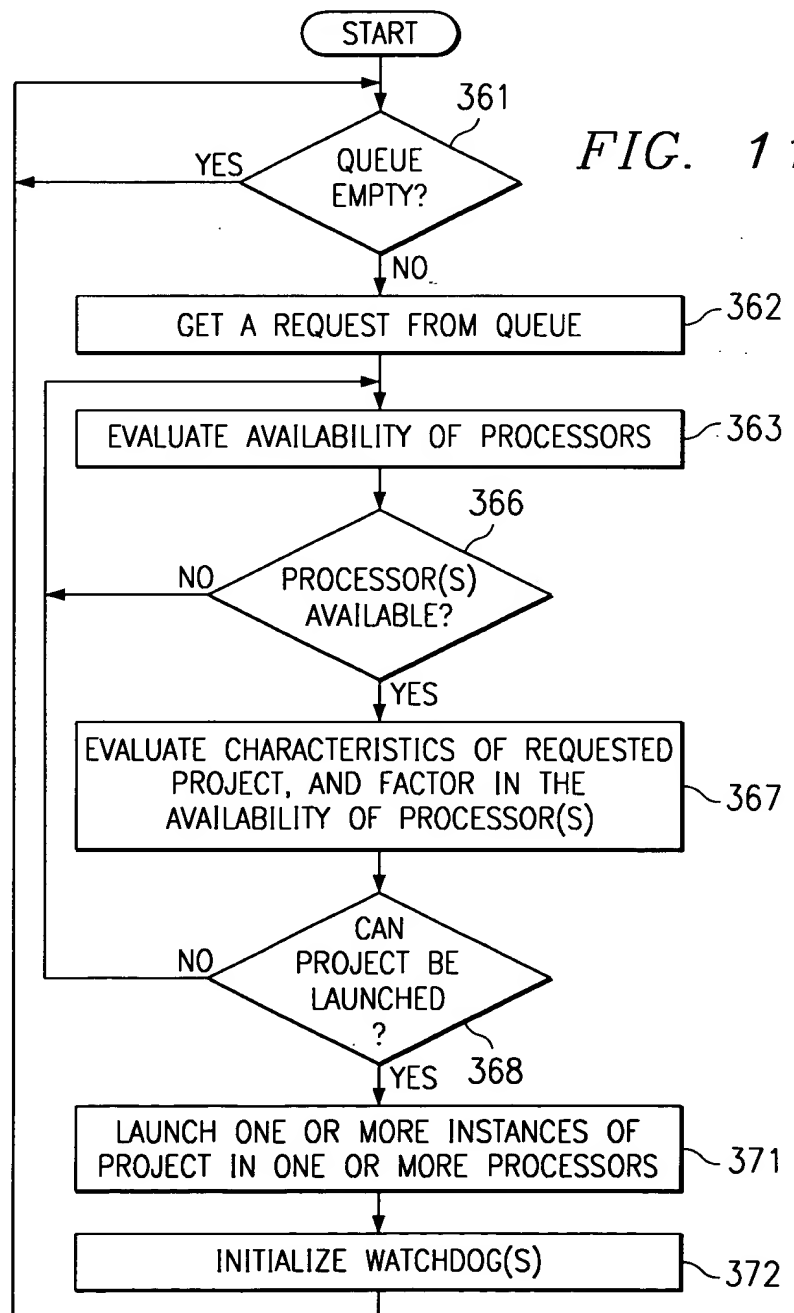 START
361
FIG. 11
YES
QUEUE
EMPTY?
NO
GET A REQUEST FROM QUEUE
362
EVALUATE AVAILABILITY OF PROCESSORS
363
366
NO
PROCESSOR(S)
AVAILABLE?
YES
EVALUATE CHARACTERISTICS OF REQUESTED
PROJECT, AND FACTOR IN THE
AVAILABILITY OF PROCESSOR(S)
367
NO
CAN
PROJECT BE
LAUNCHED
?
368
YES
LAUNCH ONE OR MORE INSTANCES OF
PROJECT IN ONE OR MORE PROCESSORS
371
INITIALIZE WATCHDOG(S)
372